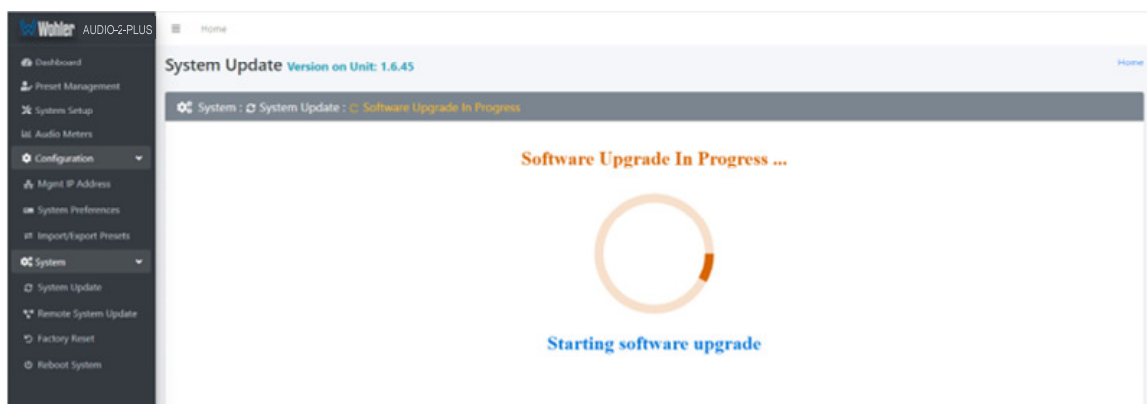 Wohler AUDIO-2-PLUS
Home
Dashboard
Preset Management
System Setup
Audio Meters
Configuration
Mgmt IP Address
System Preferences
Import/Export Presets
System
System Update
Remote System Update
Factory Reset
Reboot System
System Update Version on Unit: 1.6.45
Home
System : System Update : Software Upgrade In Progress
Software Upgrade In Progress ...
Starting software upgrade